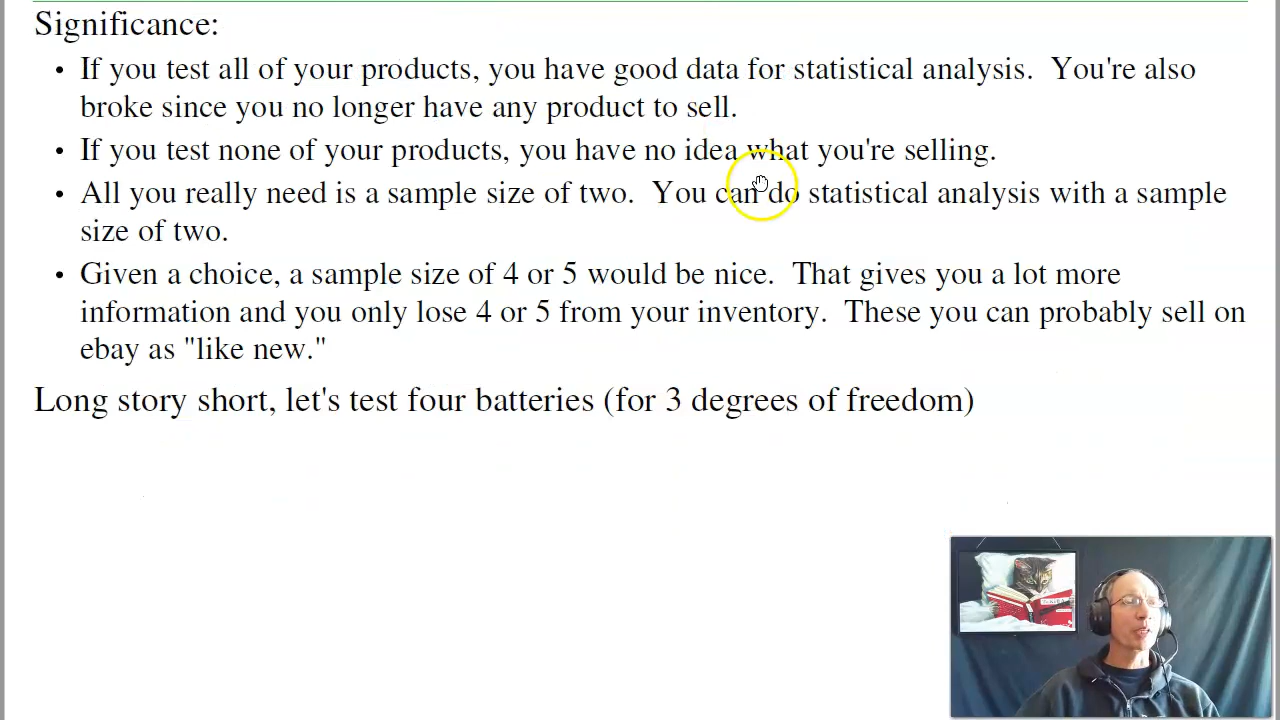 Significance:
• If you test all of your products, you have good data for statistical analysis.  You're also
broke since you no longer have any product to sell.
• If you test none of your products, you have no idea what you're selling.
• All you really need is a sample size of two.  You can do statistical analysis with a sample
size of two.
• Given a choice, a sample size of 4 or 5 would be nice.  That gives you a lot more
information and you only lose 4 or 5 from your inventory.  These you can probably sell on
ebay as "like new."
Long story short, let's test four batteries (for 3 degrees of freedom)